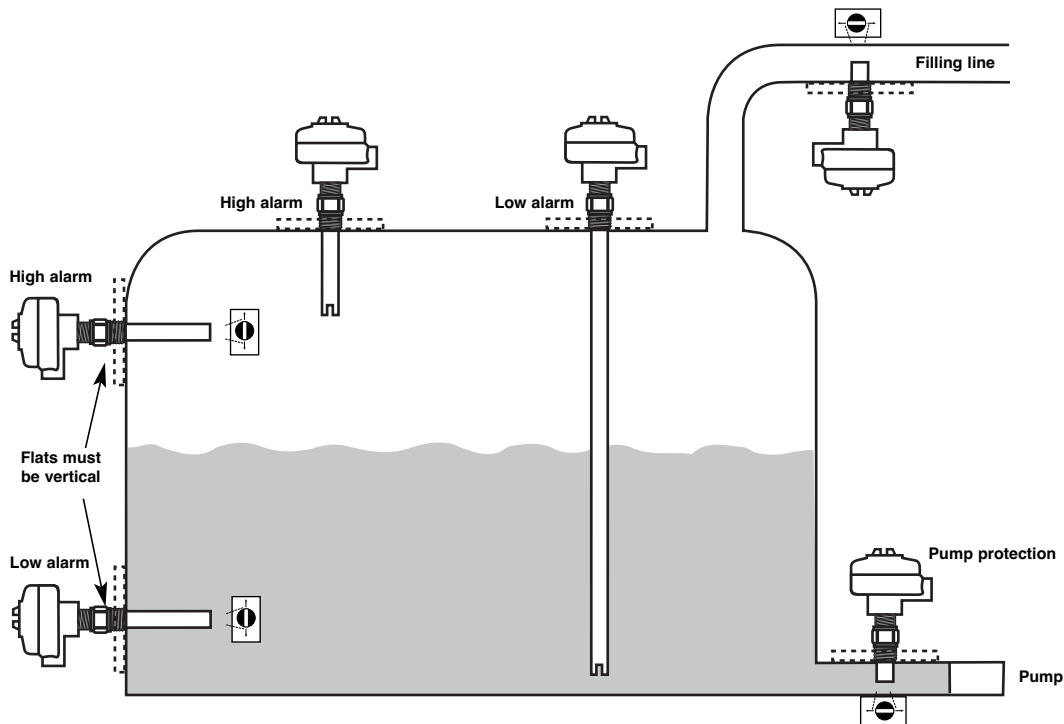 Filling line
High alarm
Low alarm
High alarm
Flats must
be vertical
Low alarm
Pump protection
Pump